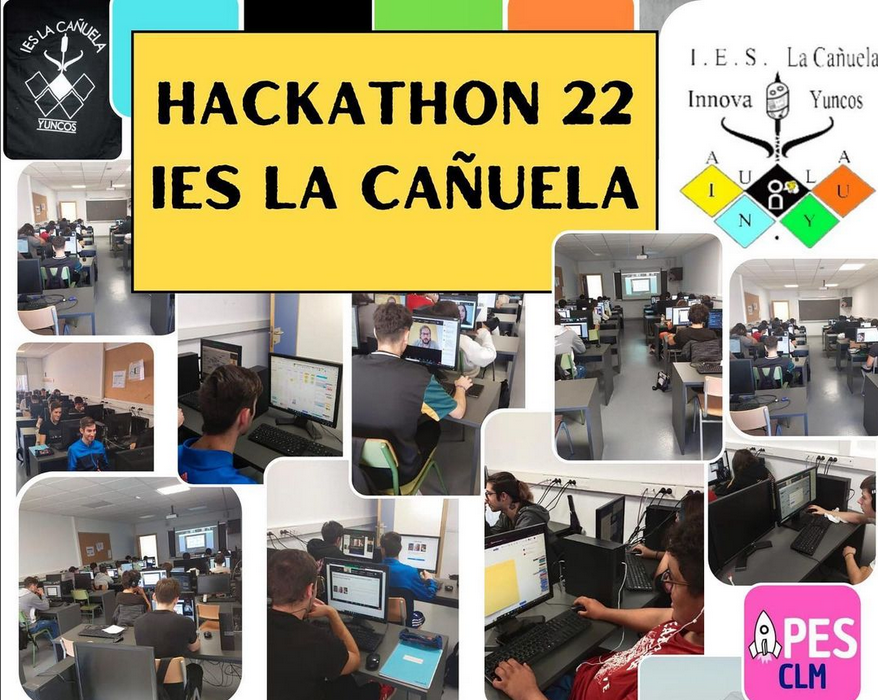 IES LA CAÑUELA
YUNCOS
HACKATHON 22
IES LA CAÑUELA
I.E.S. La Cañuela
Innova Yuncos
A U L A
I N N Y U
PES
CLM